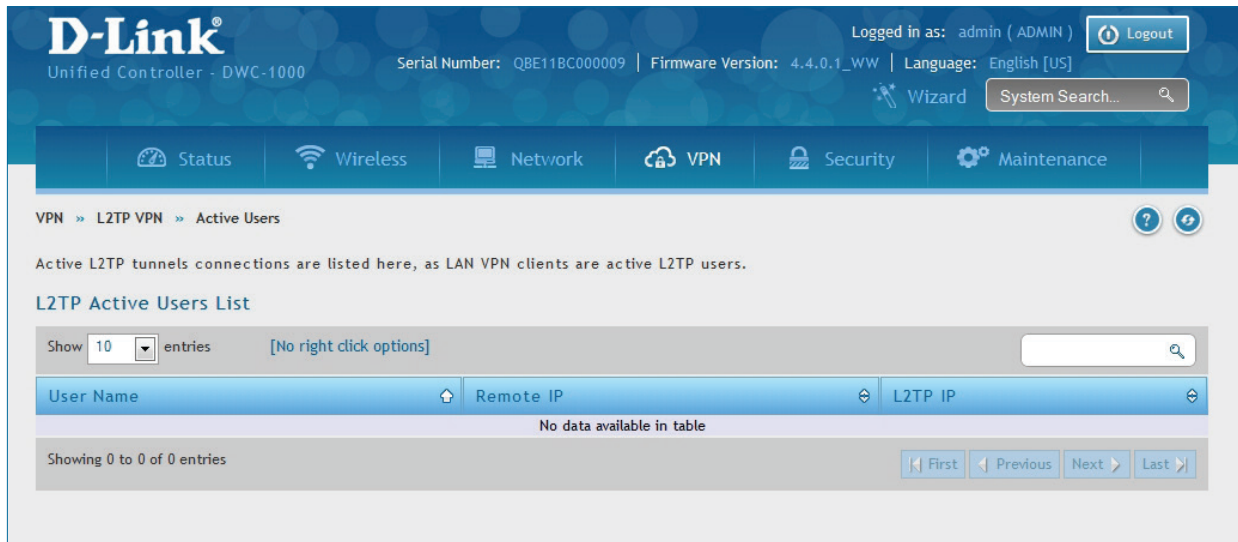 D-Link®
Unified Controller - DWC-1000
Logged in as: admin ( ADMIN ) Logout
Serial Number: QBE11BC000009 | Firmware Version: 4.4.0.1_WW | Language: English [US]
Wizard System Search...
Status Wireless Network VPN Security Maintenance
VPN » L2TP VPN » Active Users ?
Active L2TP tunnels connections are listed here, as LAN VPN clients are active L2TP users.
L2TP Active Users List
Show 10 entries [No right click options]
User Name Remote IP L2TP IP
No data available in table
Showing 0 to 0 of 0 entries First Previous Next Last